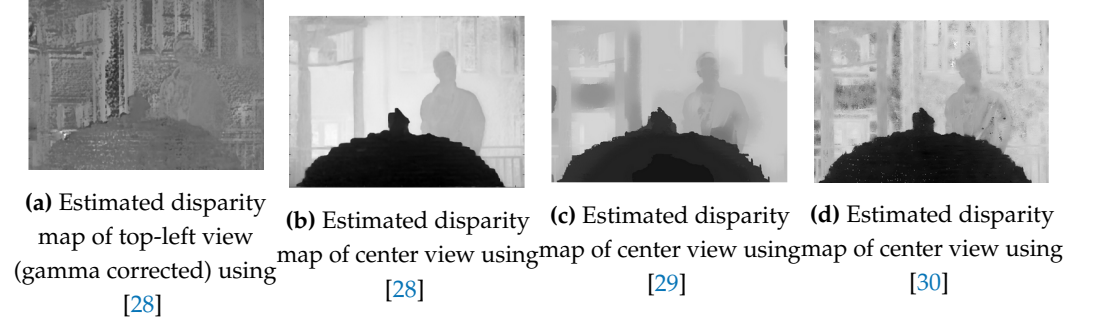 (a) Estimated disparity
map of top-left view
(gamma corrected) using
[28]
(b) Estimated disparity
map of center view using
[28]
(c) Estimated disparity
map of center view using
[29]
(d) Estimated disparity
map of center view using
[30]